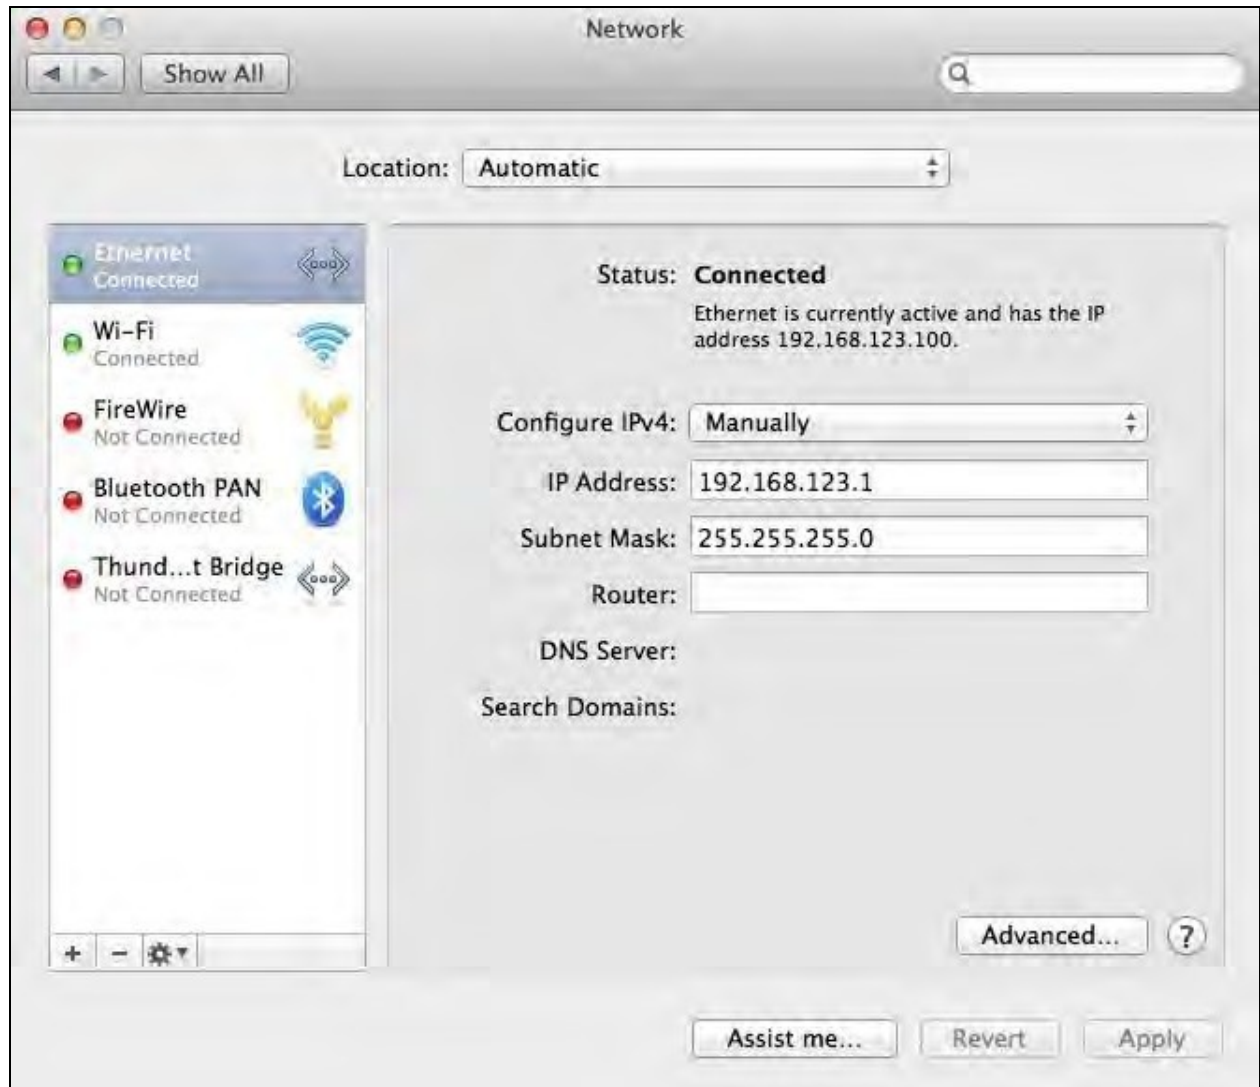 Network
Show All
Location: Automatic
Ethernet
Connected
Wi-Fi
Connected
FireWire
Not Connected
Bluetooth PAN
Not Connected
Thund...t Bridge
Not Connected
Status: Connected
Ethernet is currently active and has the IP
address 192.168.123.100.
Configure IPv4: Manually
IP Address: 192.168.123.1
Subnet Mask: 255.255.255.0
Router:
DNS Server:
Search Domains:
+ -
Advanced... ?
Assist me... Revert Apply